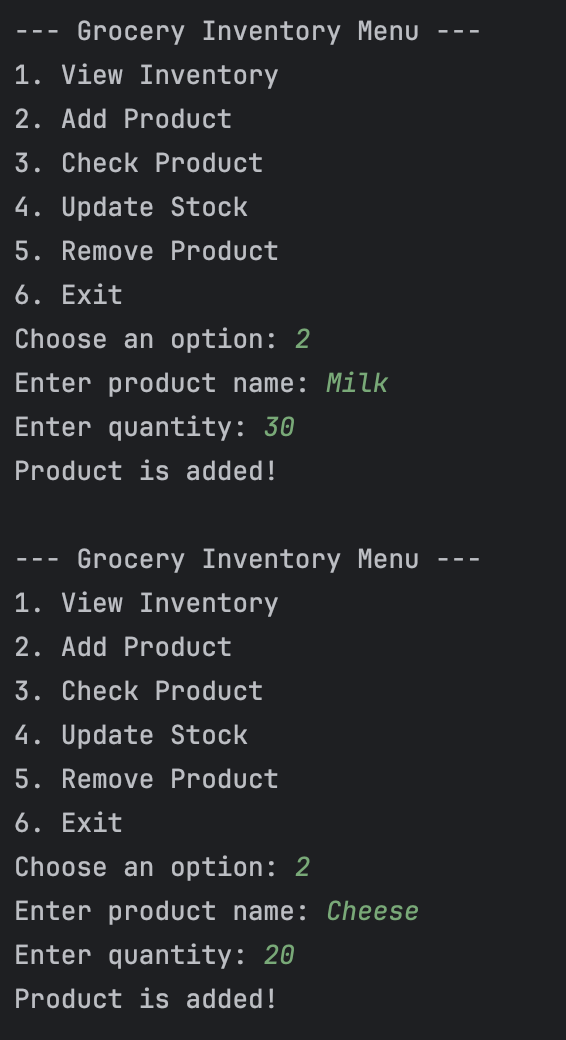 --- Grocery Inventory Menu ---
1. View Inventory
2. Add Product
3. Check Product
4. Update Stock
5. Remove Product
6. Exit
Choose an option: 2
Enter product name: Milk
Enter quantity: 30
Product is added!

--- Grocery Inventory Menu ---
1. View Inventory
2. Add Product
3. Check Product
4. Update Stock
5. Remove Product
6. Exit
Choose an option: 2
Enter product name: Cheese
Enter quantity: 20
Product is added!